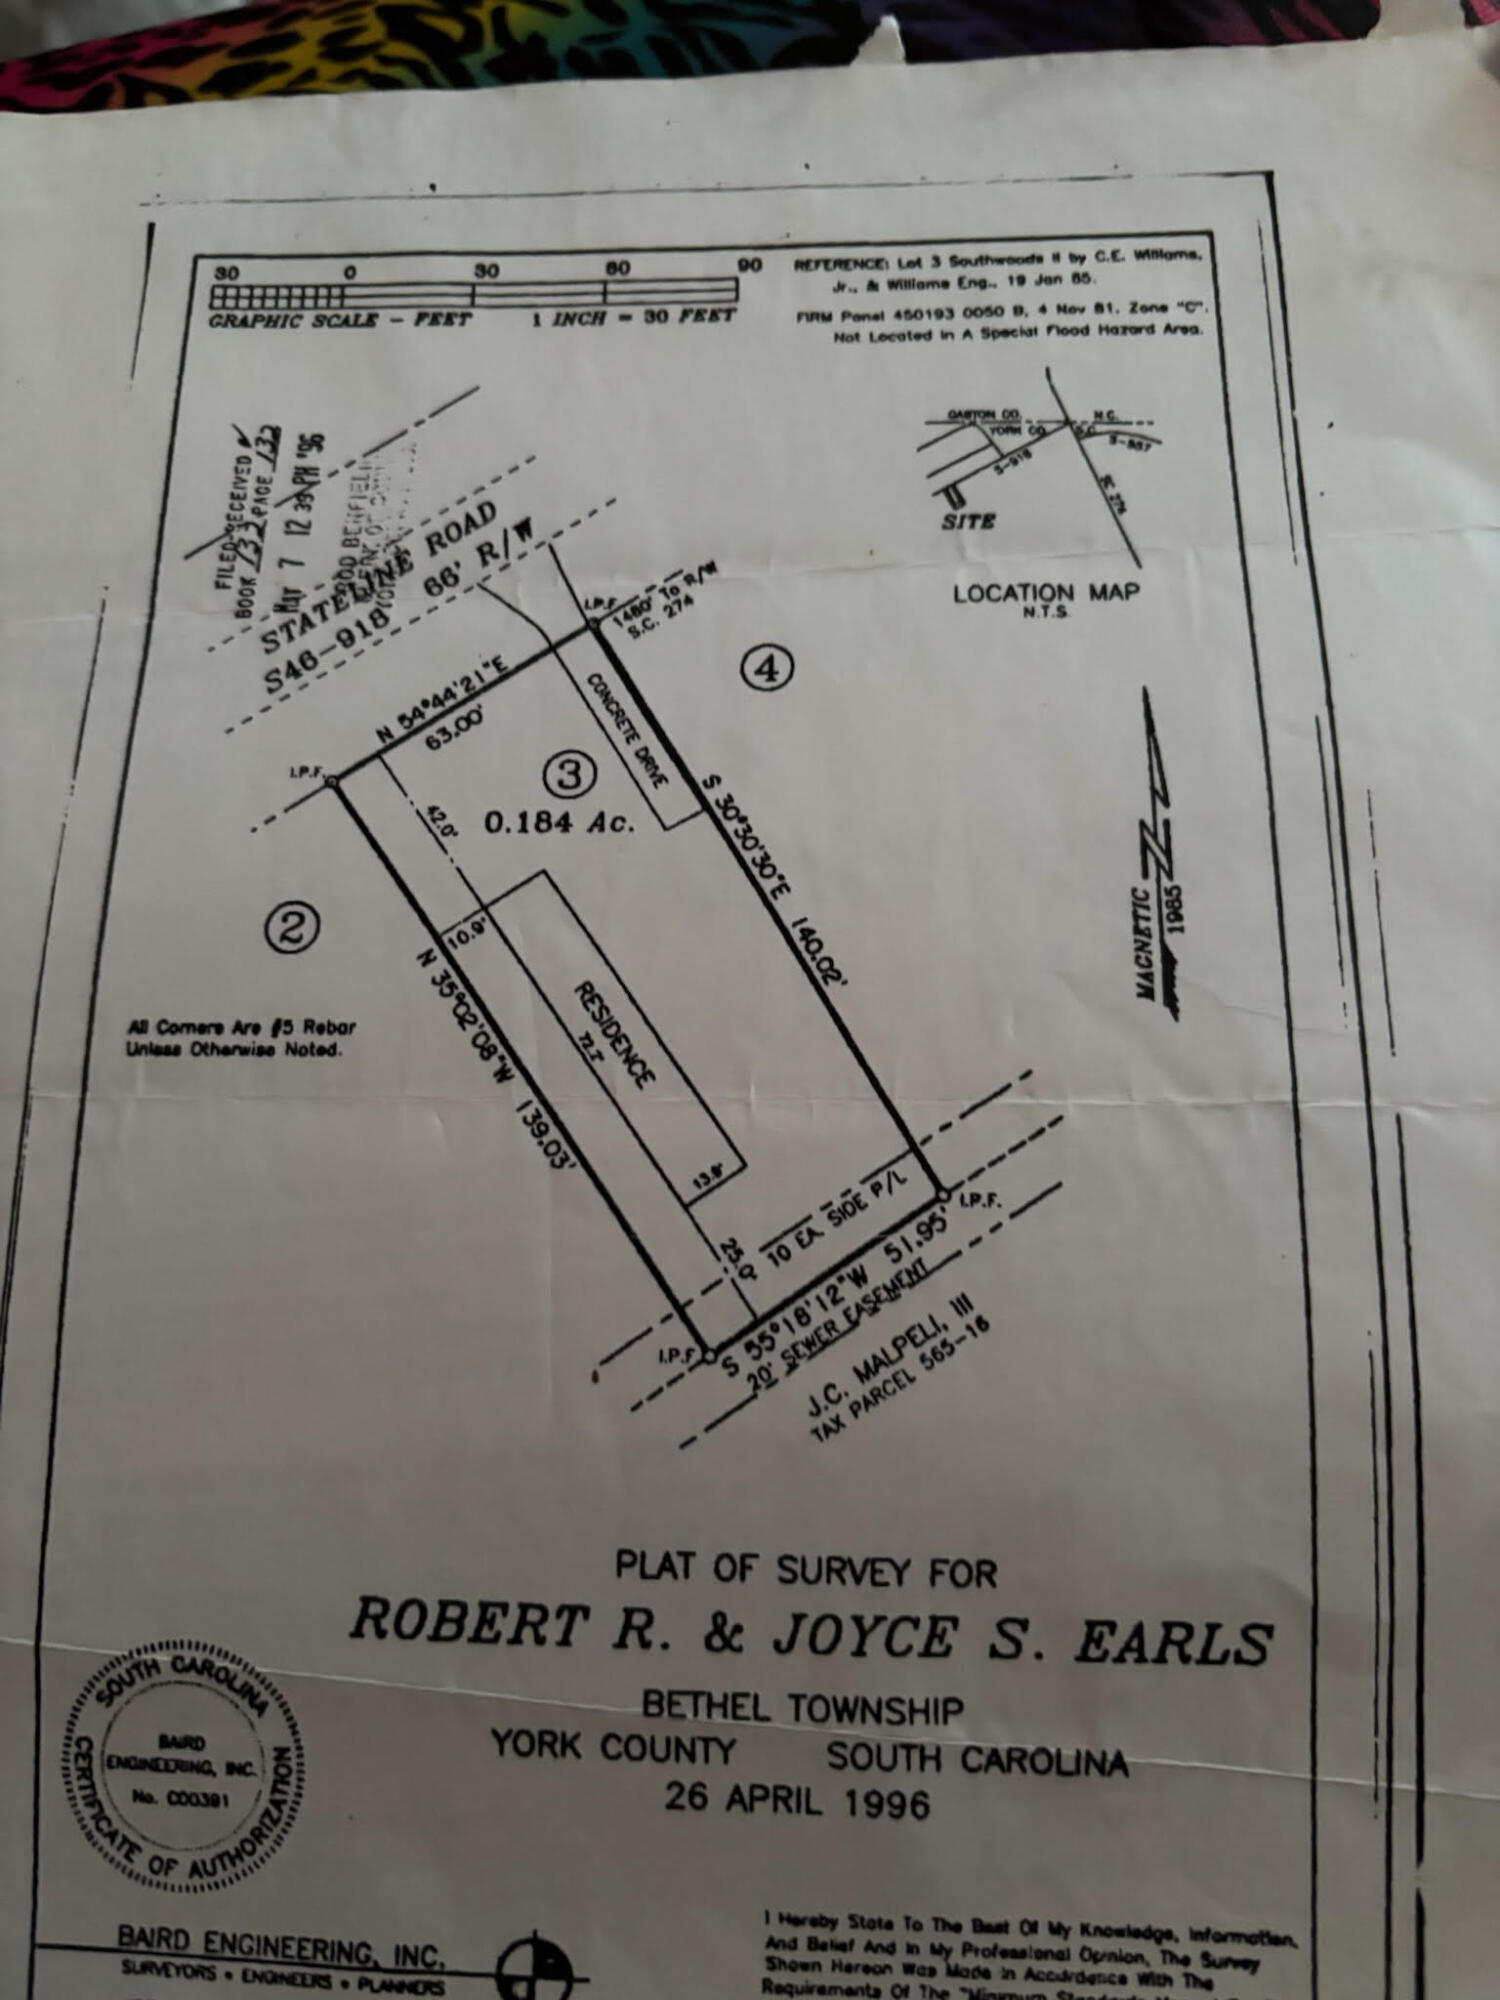 30 0 30 60 90
GRAPHIC SCALE - FEET 1 INCH = 30 FEET
REFERENCE: Lot 3 Southwoods II by C.E. Williams,
Jr., & Williams Eng., 19 Jan 85.
FIRM Panel 450193 0050 B, 4 Nov 81, Zone "C".
Not Located In A Special Flood Hazard Area.
FILED RECEIVED
BOOK 133 PAGE 132
MAY 7 12 39 PM '96
STATELINE ROAD
S46-918 66' R/W
GASTON CO. N.C.
YORK CO. S.C.
S-918
S-557
SC 274
SITE
LOCATION MAP
N.T.S.
I.P.F.
1480' To R/W
S.C. 274
4
N 54°44'21"E
63.00'
CONCRETE DRIVE
I.P.F.
3
0.184 Ac.
42.0'
S 30°30'30"E 140.02'
MAGNETIC
1985
2
10.9'
N 35°02'08"W 139.03'
RESIDENCE
All Corners Are #5 Rebar
Unless Otherwise Noted.
25.0'
10 EA. SIDE P/L
I.P.F.
I.P.F.
S 55°18'12"W 51.95'
20' SEWER EASEMENT
J.C. MALPELI, III
TAX PARCEL 565-16
PLAT OF SURVEY FOR
ROBERT R. & JOYCE S. EARLS
BETHEL TOWNSHIP
YORK COUNTY SOUTH CAROLINA
26 APRIL 1996
SOUTH CAROLINA
BAIRD
ENGINEERING, INC.
No. C00391
CERTIFICATE OF AUTHORIZATION
BAIRD ENGINEERING, INC.
SURVEYORS • ENGINEERS • PLANNERS
I Hereby State To The Best Of My Knowledge, Information,
And Belief And In My Professional Opinion, The Survey
Shown Hereon Was Made In Accordance With The
Requirements Of The "Minimum Standards